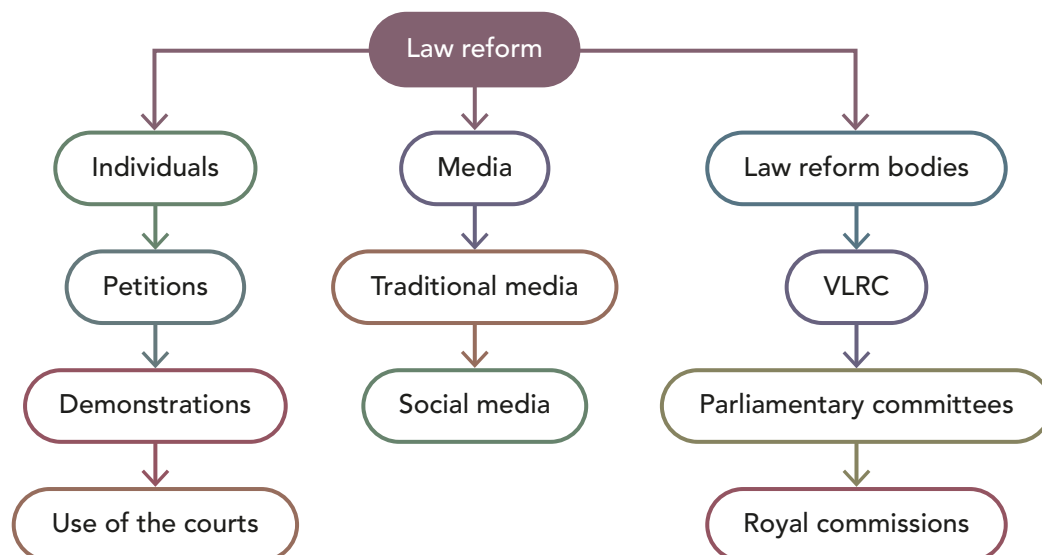 Law reform
Individuals
Media
Law reform bodies
Petitions
Traditional media
VLRC
Demonstrations
Social media
Parliamentary committees
Use of the courts
Royal commissions